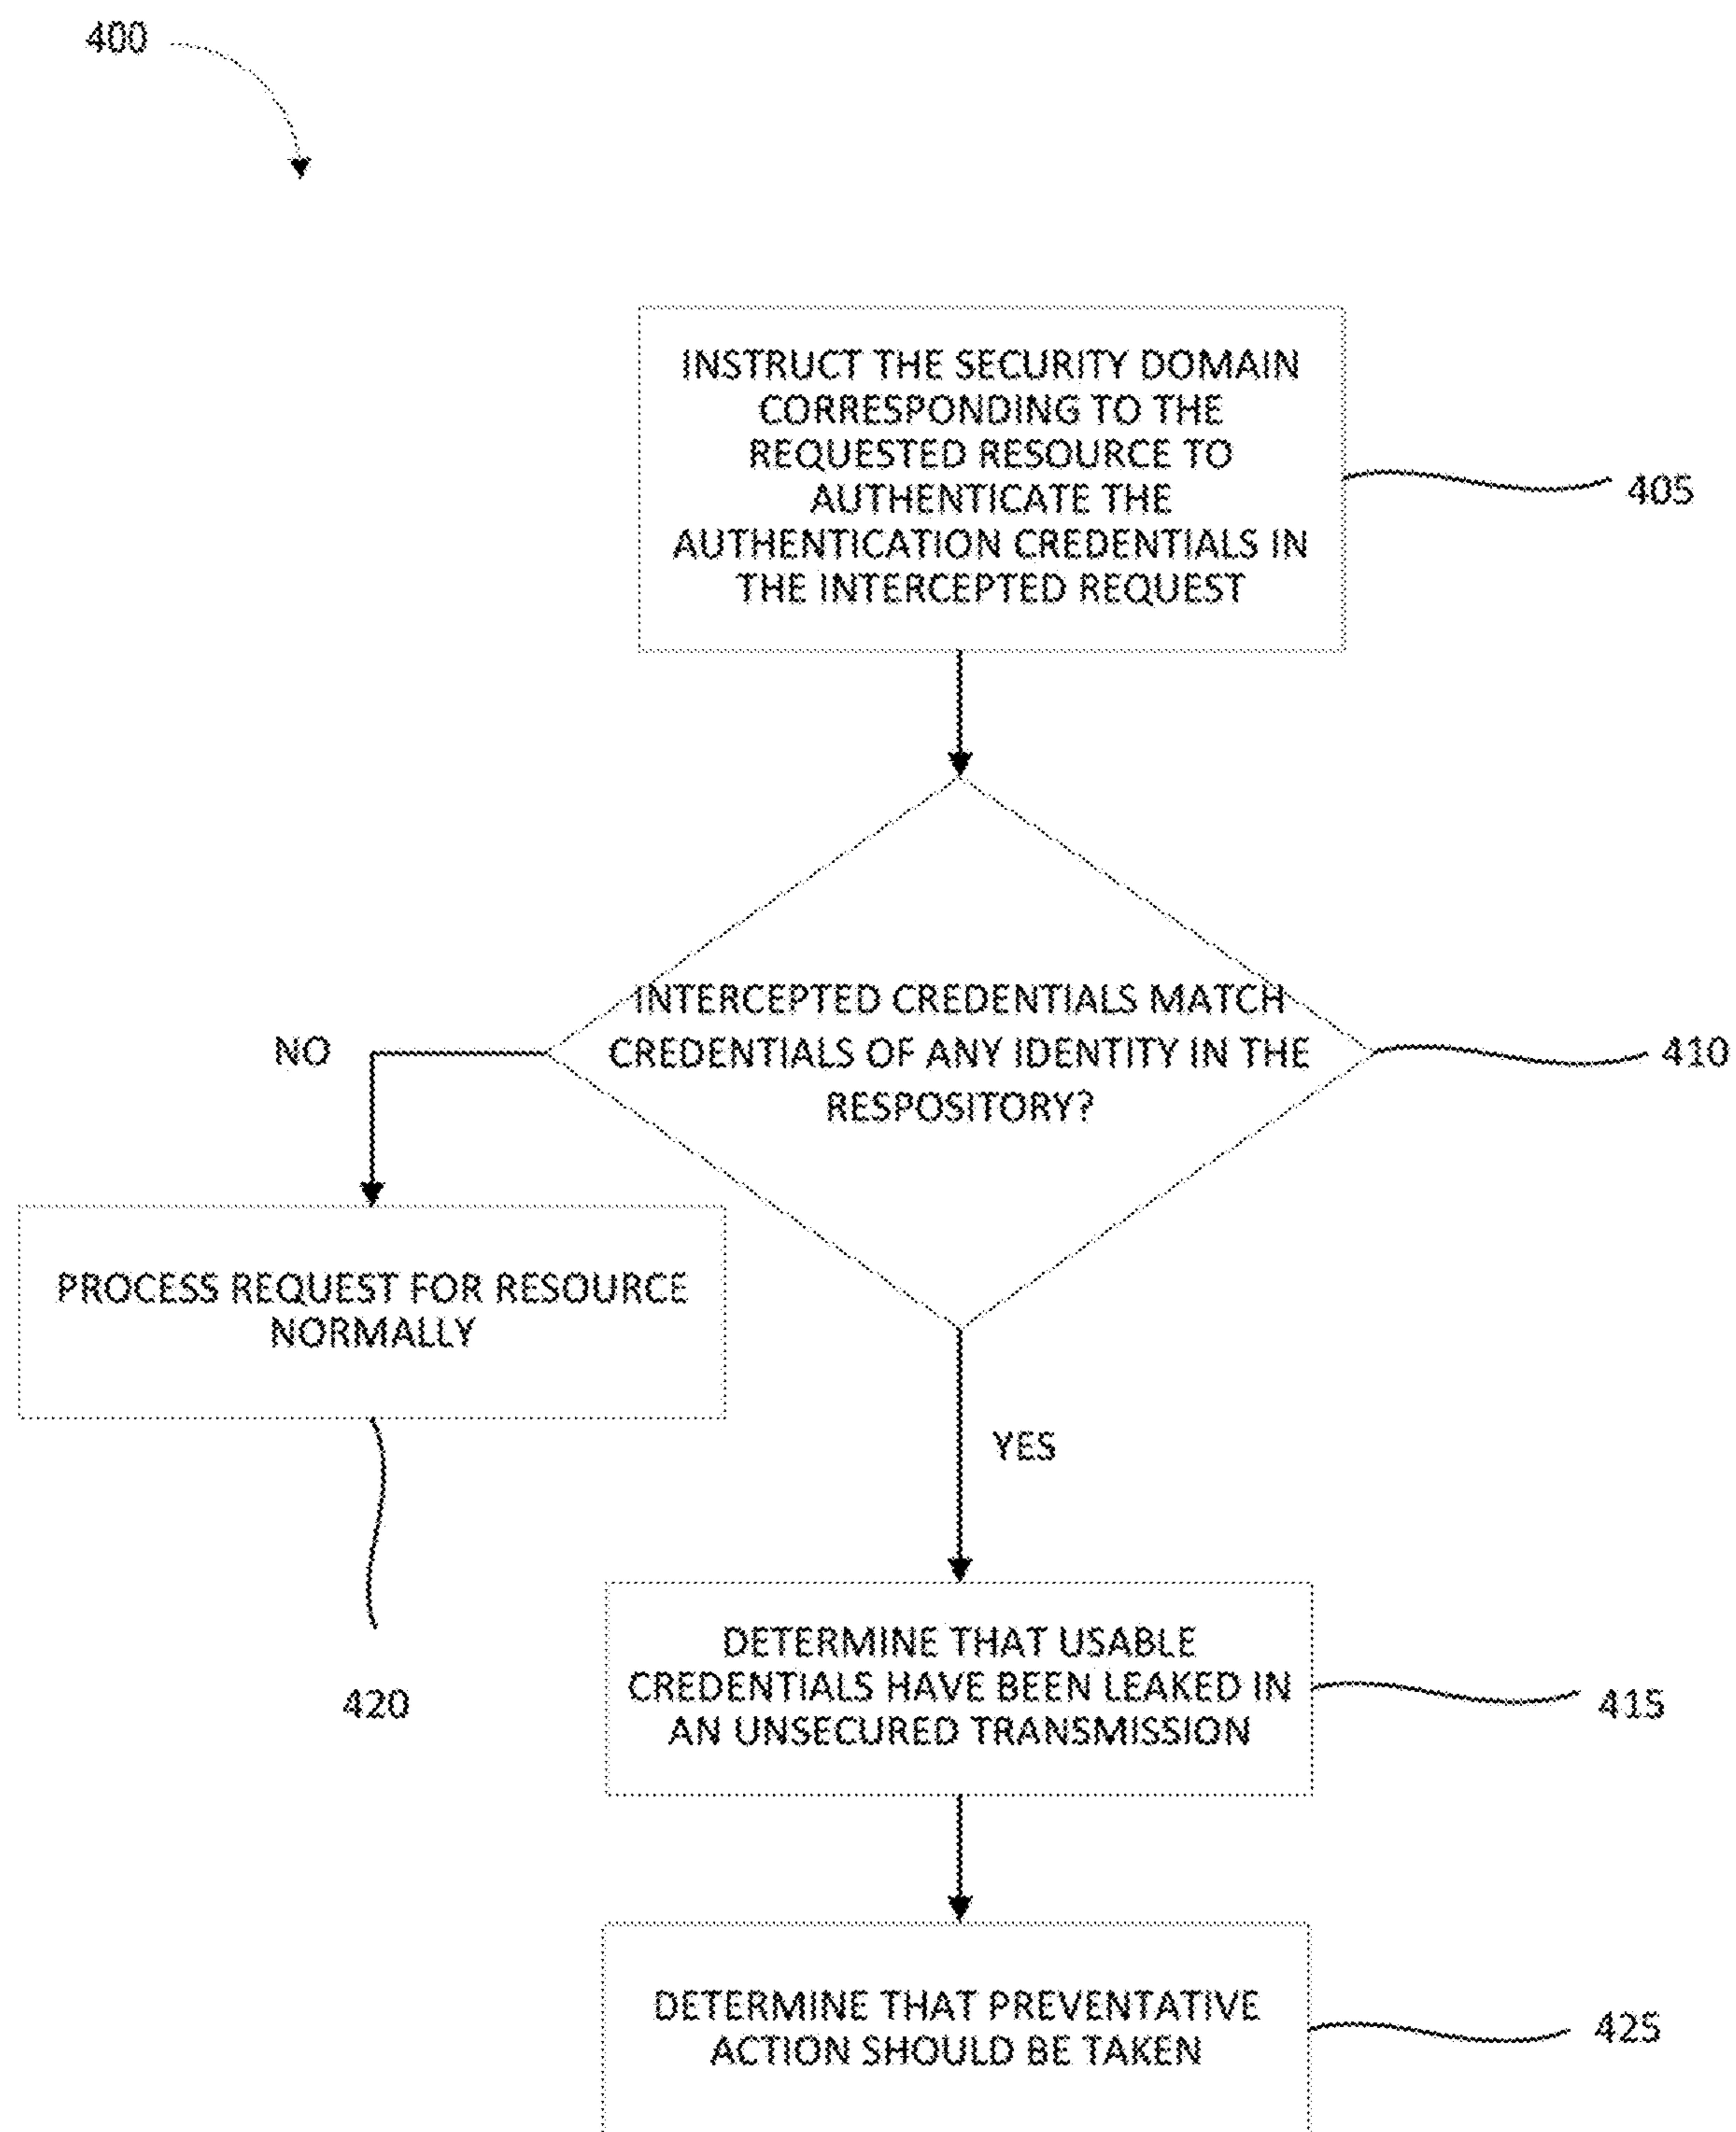 400
INSTRUCT THE SECURITY DOMAIN
CORRESPONDING TO THE
REQUESTED RESOURCE TO
AUTHENTICATE THE
AUTHENTICATION CREDENTIALS IN
THE INTERCEPTED REQUEST
405
INTERCEPTED CREDENTIALS MATCH
CREDENTIALS OF ANY IDENTITY IN THE
RESPOSITORY?
410
NO
PROCESS REQUEST FOR RESOURCE
NORMALLY
420
YES
DETERMINE THAT USABLE
CREDENTIALS HAVE BEEN LEAKED IN
AN UNSECURED TRANSMISSION
415
DETERMINE THAT PREVENTATIVE
ACTION SHOULD BE TAKEN
425